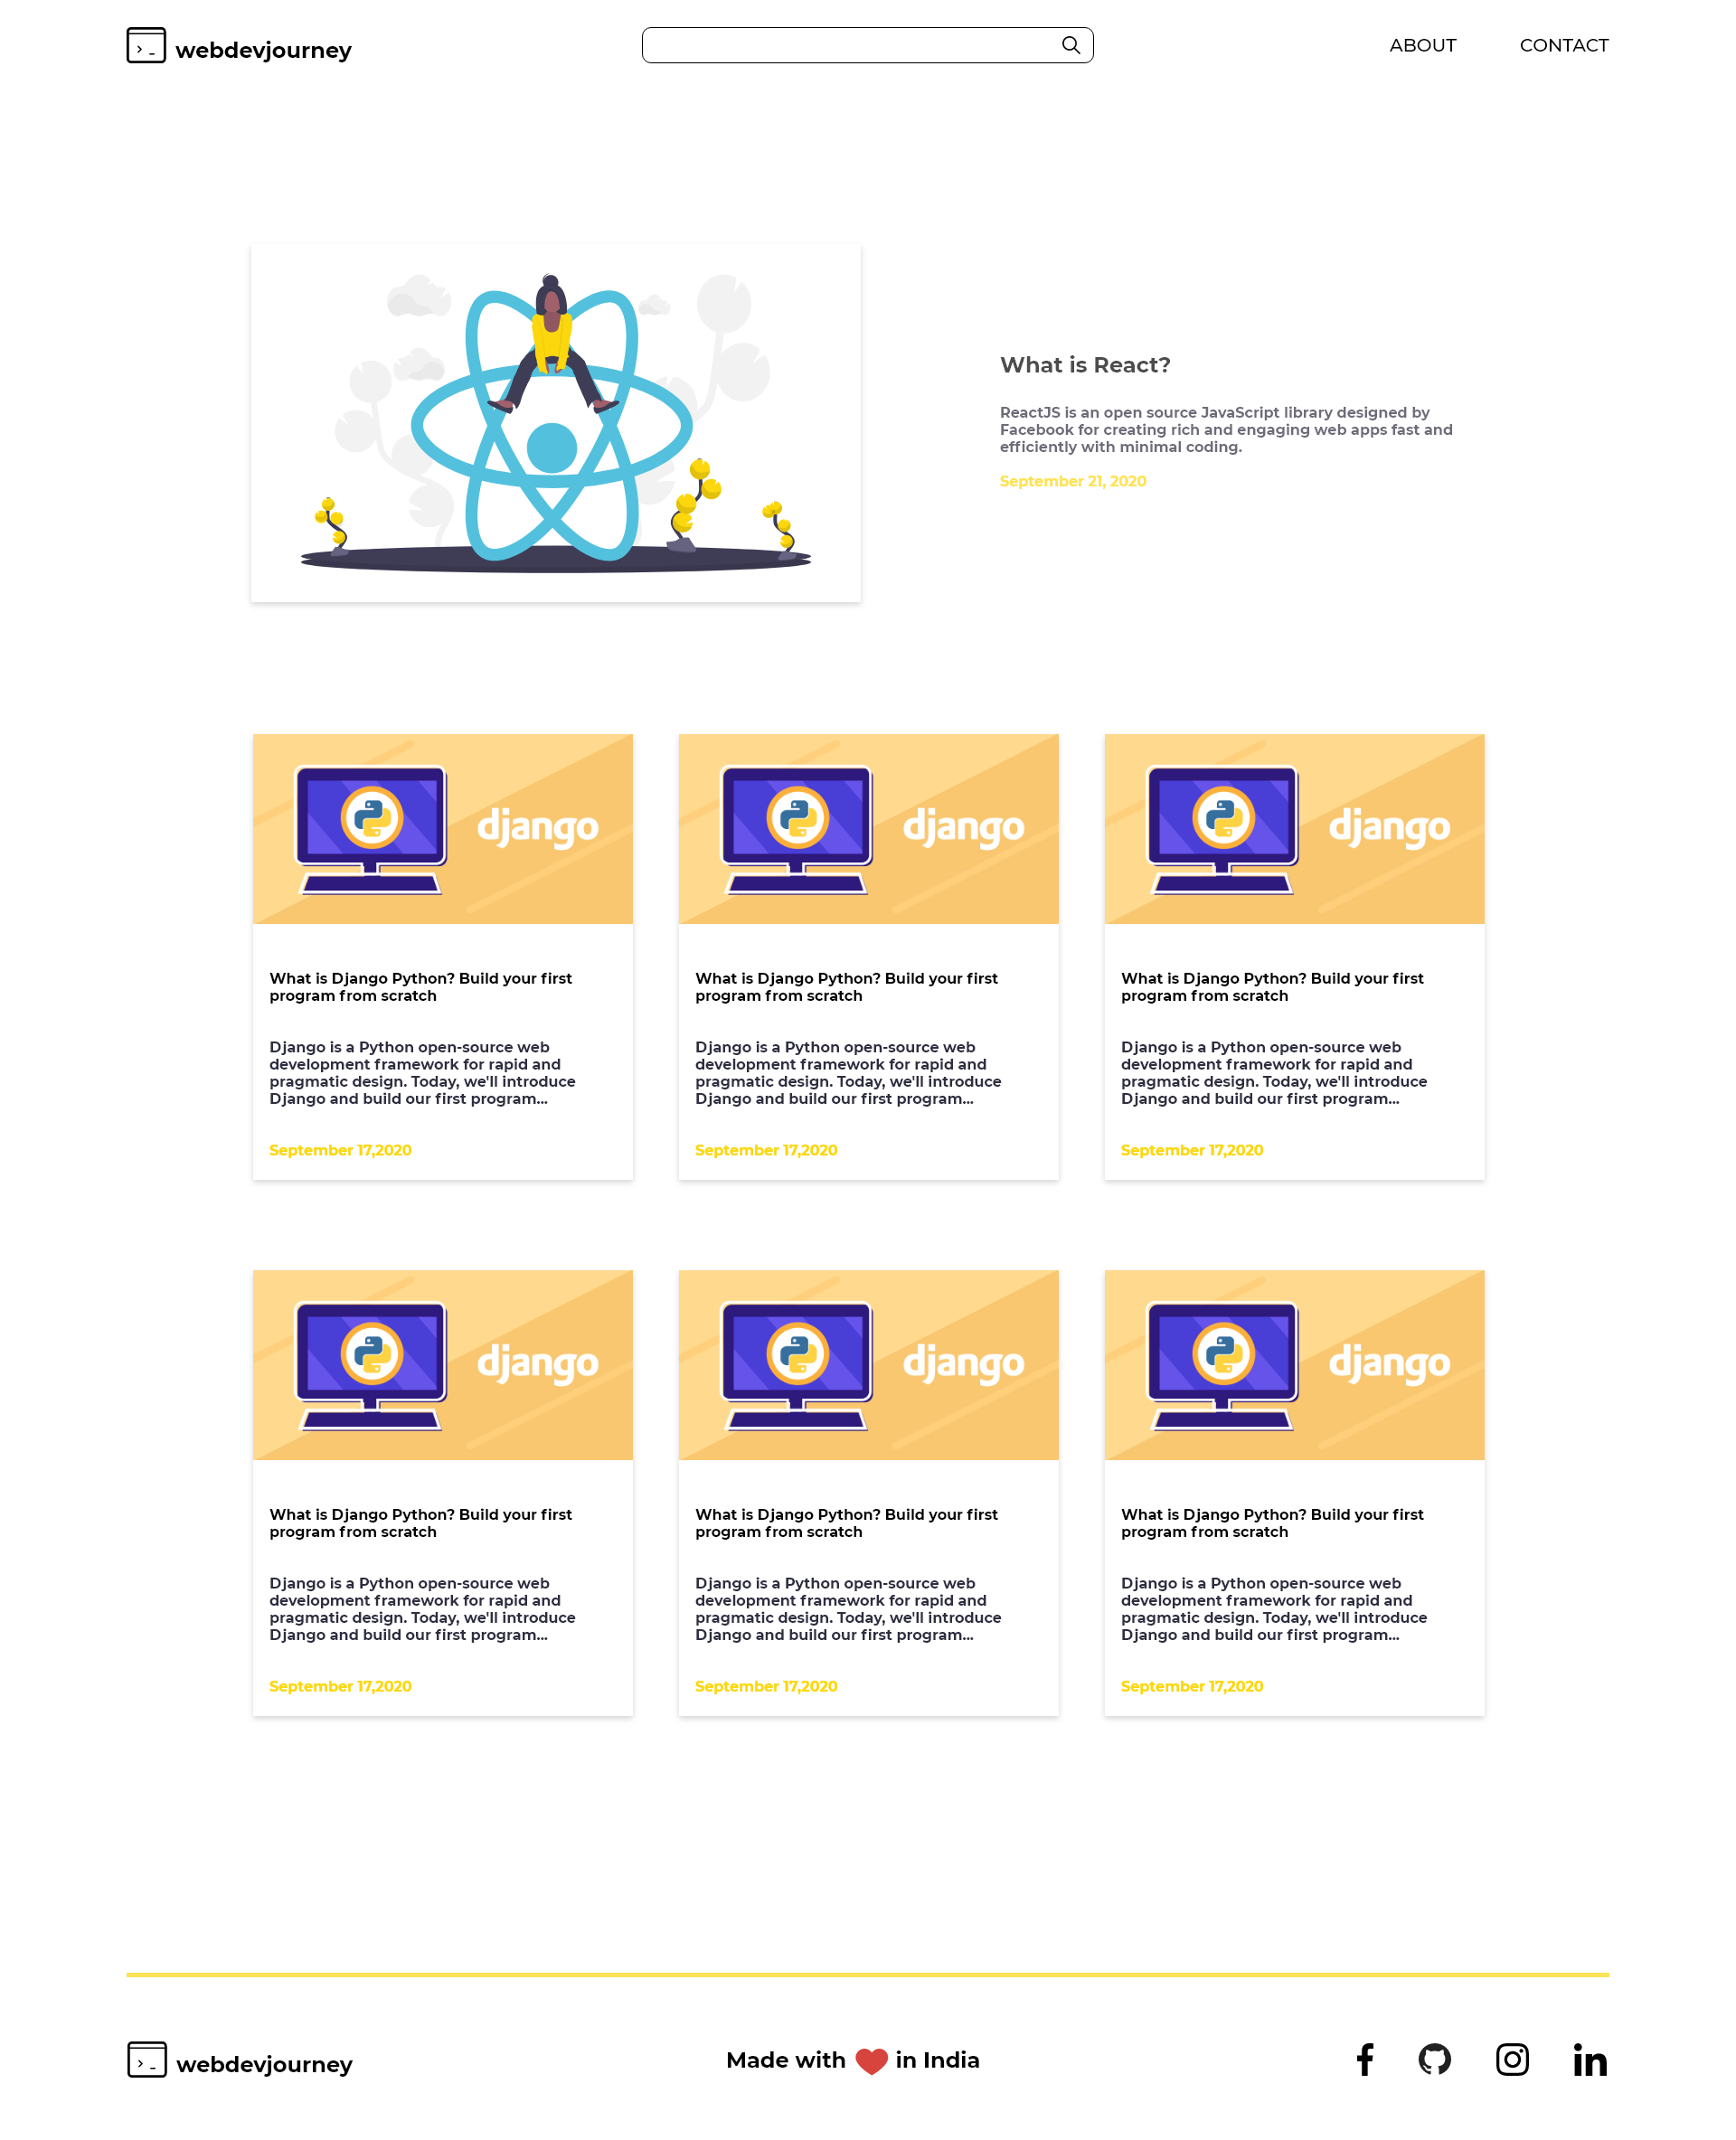 webdevjourney
ABOUT CONTACT
What is React?
ReactJS is an open source JavaScript library designed by
Facebook for creating rich and engaging web apps fast and
efficiently with minimal coding.
September 21, 2020
django
What is Django Python? Build your first
program from scratch
Django is a Python open-source web
development framework for rapid and
pragmatic design. Today, we'll introduce
Django and build our first program...
September 17,2020
django
What is Django Python? Build your first
program from scratch
Django is a Python open-source web
development framework for rapid and
pragmatic design. Today, we'll introduce
Django and build our first program...
September 17,2020
django
What is Django Python? Build your first
program from scratch
Django is a Python open-source web
development framework for rapid and
pragmatic design. Today, we'll introduce
Django and build our first program...
September 17,2020
django
What is Django Python? Build your first
program from scratch
Django is a Python open-source web
development framework for rapid and
pragmatic design. Today, we'll introduce
Django and build our first program...
September 17,2020
django
What is Django Python? Build your first
program from scratch
Django is a Python open-source web
development framework for rapid and
pragmatic design. Today, we'll introduce
Django and build our first program...
September 17,2020
django
What is Django Python? Build your first
program from scratch
Django is a Python open-source web
development framework for rapid and
pragmatic design. Today, we'll introduce
Django and build our first program...
September 17,2020
webdevjourney
Made with in India